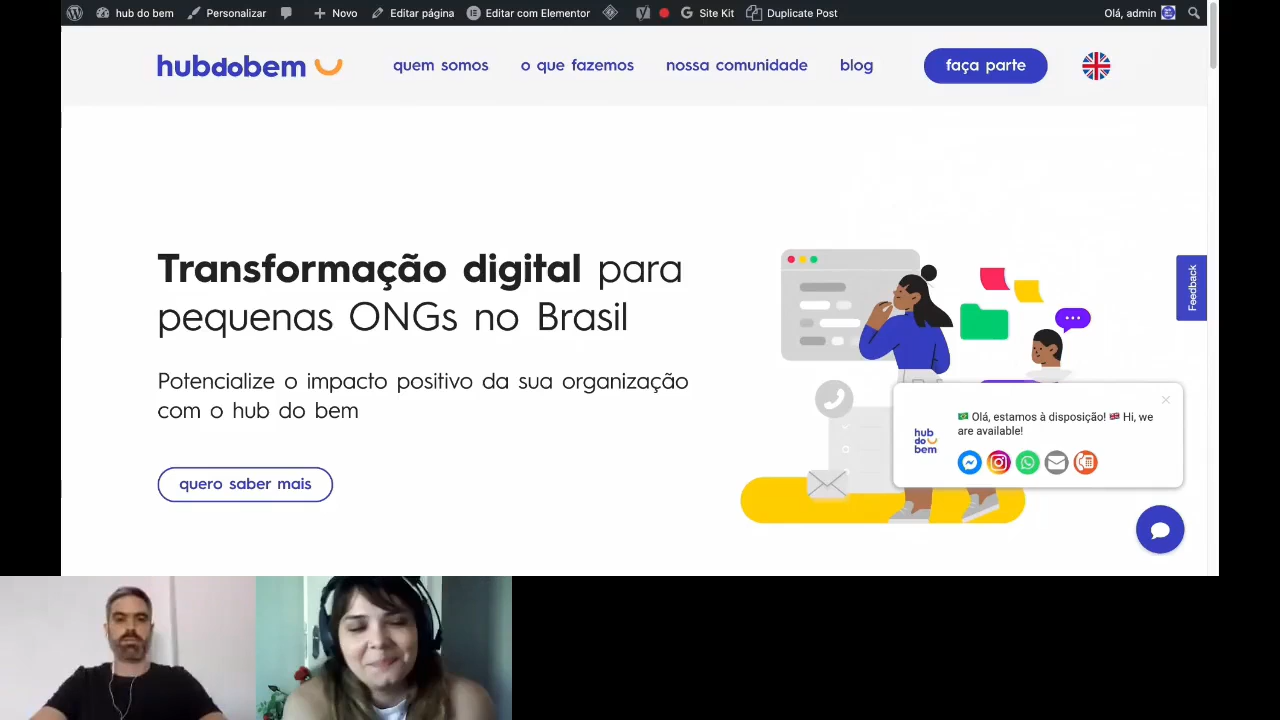 hub do bem Personalizar Novo Editar página Editar com Elementor Site Kit Duplicate Post Olá, admin
hubdobem quem somos o que fazemos nossa comunidade blog faça parte
Transformação digital para
pequenas ONGs no Brasil
Potencialize o impacto positivo da sua organização
com o hub do bem
quero saber mais
Feedback
hub
do
bem
Olá, estamos à disposição! Hi, we
are available!